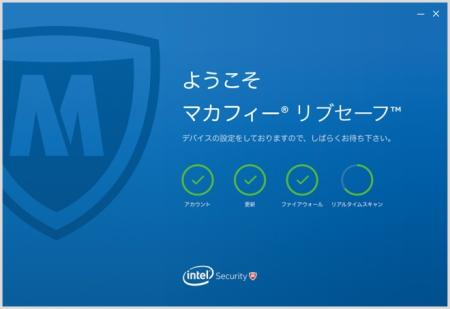 ようこそ
マカフィー® リブセーフ™
デバイスの設定をしておりますので、しばらくお待ち下さい。
アカウント 更新 ファイアウォール リアルタイムスキャン
intel Security